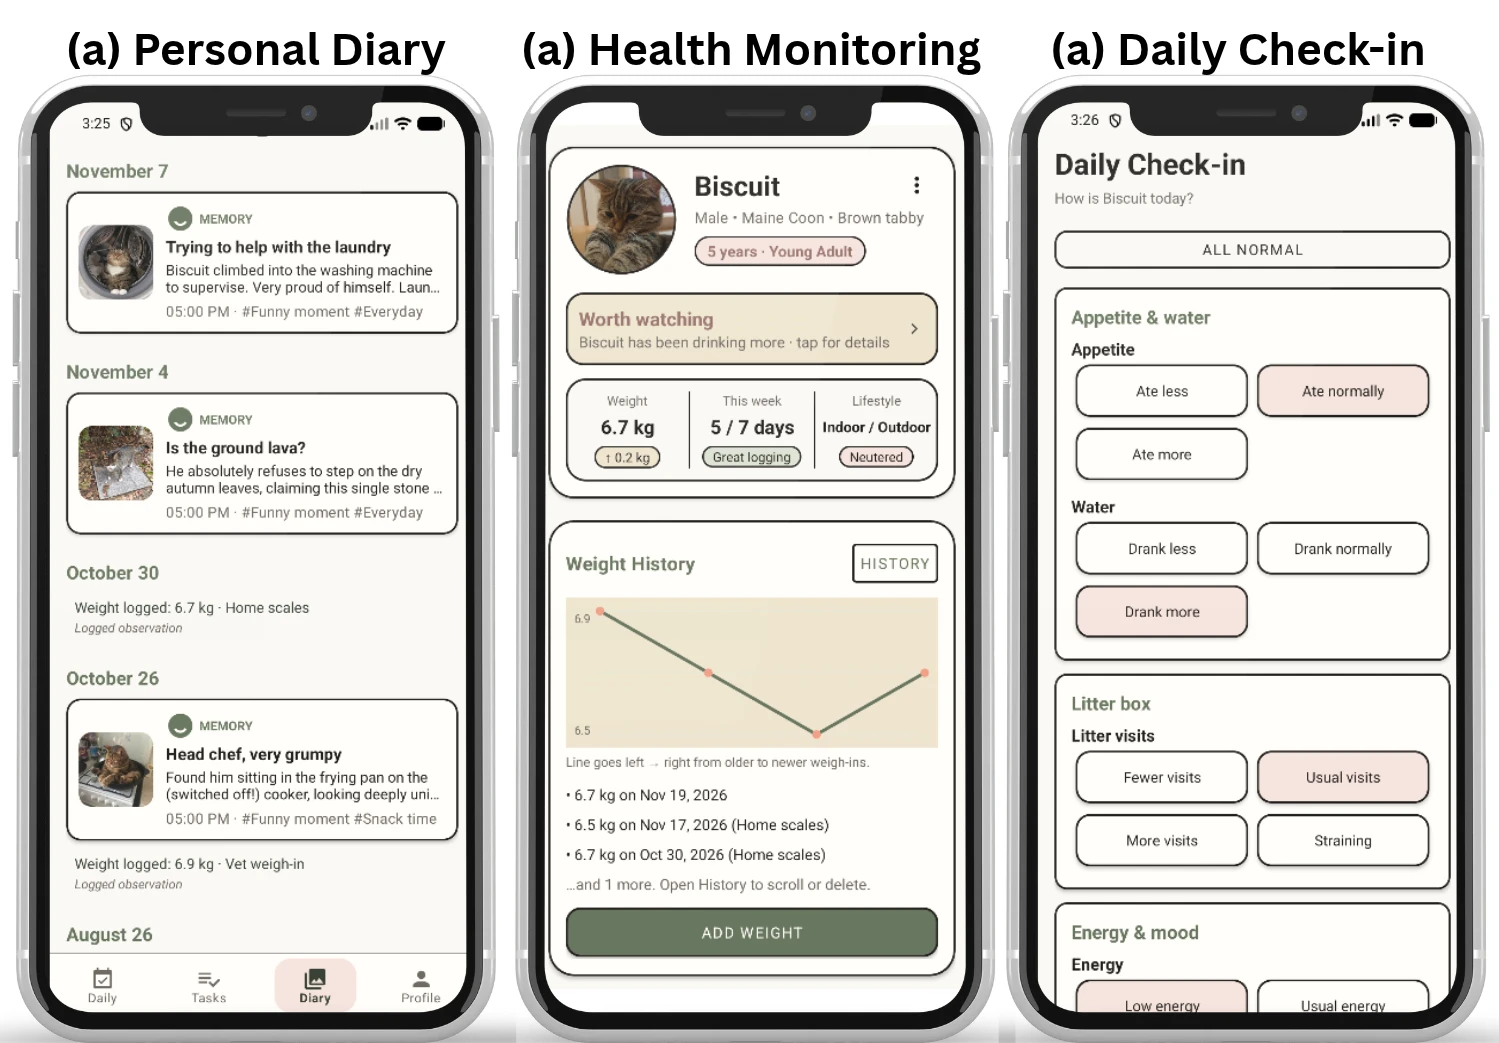 (a) Personal Diary
3:25
November 7
MEMORY
Trying to help with the laundry
Biscuit climbed into the washing machine
to supervise. Very proud of himself. Laun...
05:00 PM · #Funny moment #Everyday
November 4
MEMORY
Is the ground lava?
He absolutely refuses to step on the dry
autumn leaves, claiming this single stone ...
05:00 PM · #Funny moment #Everyday
October 30
Weight logged: 6.7 kg · Home scales
Logged observation
October 26
MEMORY
Head chef, very grumpy
Found him sitting in the frying pan on the
(switched off!) cooker, looking deeply uni...
05:00 PM · #Funny moment #Snack time
Weight logged: 6.9 kg · Vet weigh-in
Logged observation
August 26
Daily Tasks Diary Profile
(a) Health Monitoring
Biscuit
Male • Maine Coon • Brown tabby
5 years · Young Adult
Worth watching
Biscuit has been drinking more · tap for details
Weight This week Lifestyle
6.7 kg 5 / 7 days Indoor / Outdoor
↑ 0.2 kg Great logging Neutered
Weight History HISTORY
6.9
6.5
Line goes left → right from older to newer weigh-ins.
• 6.7 kg on Nov 19, 2026
• 6.5 kg on Nov 17, 2026 (Home scales)
• 6.7 kg on Oct 30, 2026 (Home scales)
...and 1 more. Open History to scroll or delete.
ADD WEIGHT
(a) Daily Check-in
3:26
Daily Check-in
How is Biscuit today?
ALL NORMAL
Appetite & water
Appetite
Ate less Ate normally
Ate more
Water
Drank less Drank normally
Drank more
Litter box
Litter visits
Fewer visits Usual visits
More visits Straining
Energy & mood
Energy
Low energy Usual energy